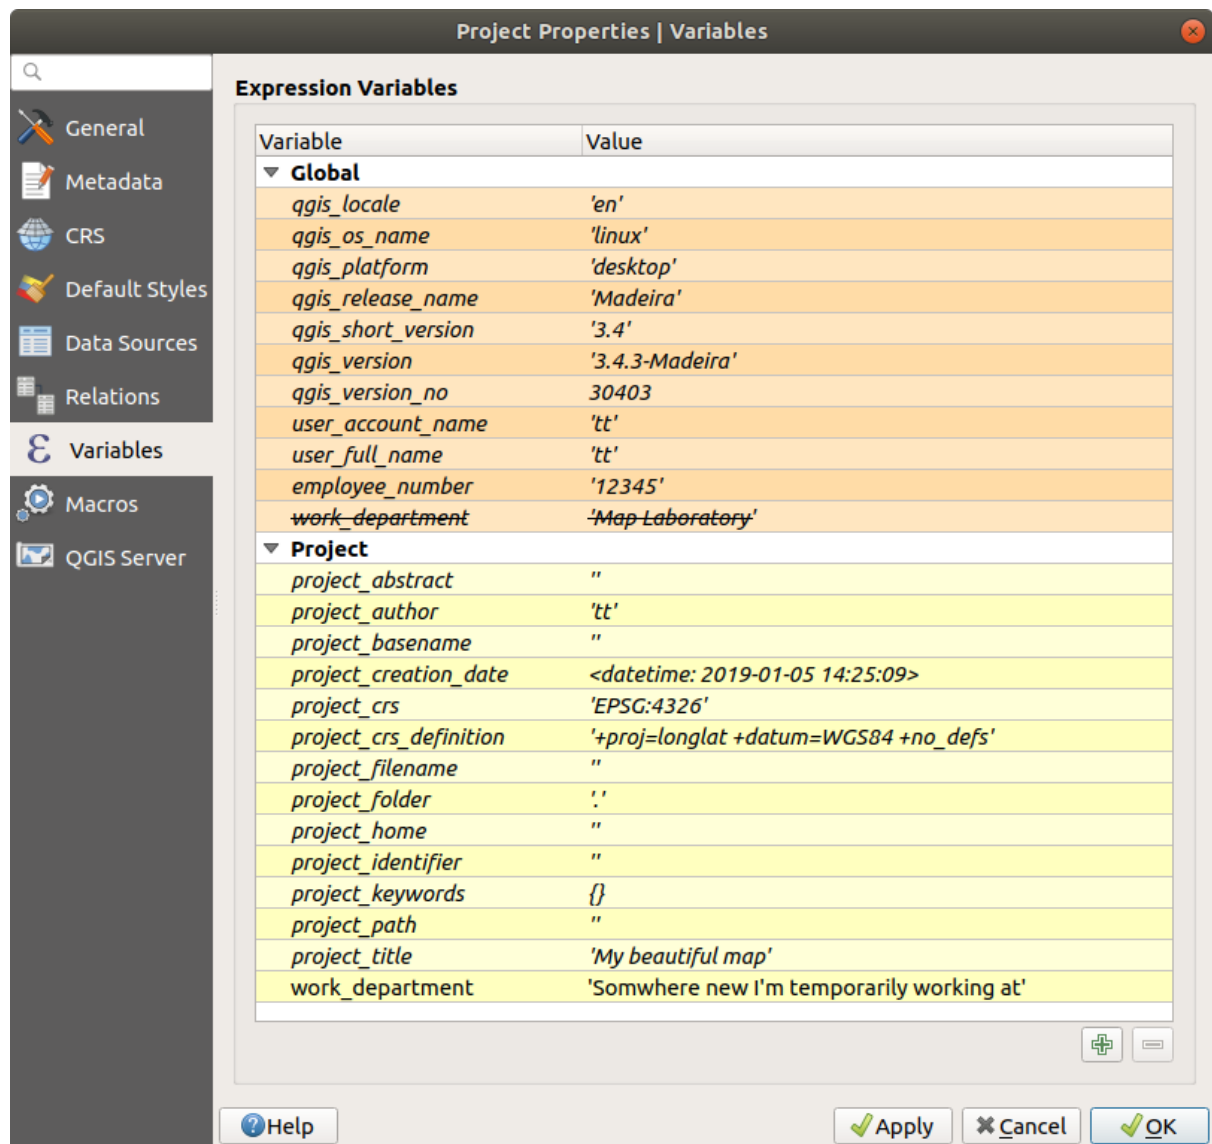 Project Properties | Variables
General
Metadata
CRS
Default Styles
Data Sources
Relations
Variables
Macros
QGIS Server
Expression Variables
Variable Value
Global
qgis_locale 'en'
qgis_os_name 'linux'
qgis_platform 'desktop'
qgis_release_name 'Madeira'
qgis_short_version '3.4'
qgis_version '3.4.3-Madeira'
qgis_version_no 30403
user_account_name 'tt'
user_full_name 'tt'
employee_number '12345'
work_department 'Map Laboratory'
Project
project_abstract ''
project_author 'tt'
project_basename ''
project_creation_date <datetime: 2019-01-05 14:25:09>
project_crs 'EPSG:4326'
project_crs_definition '+proj=longlat +datum=WGS84 +no_defs'
project_filename ''
project_folder '.'
project_home ''
project_identifier ''
project_keywords {}
project_path ''
project_title 'My beautiful map'
work_department 'Somwhere new I'm temporarily working at'
Help Apply Cancel OK